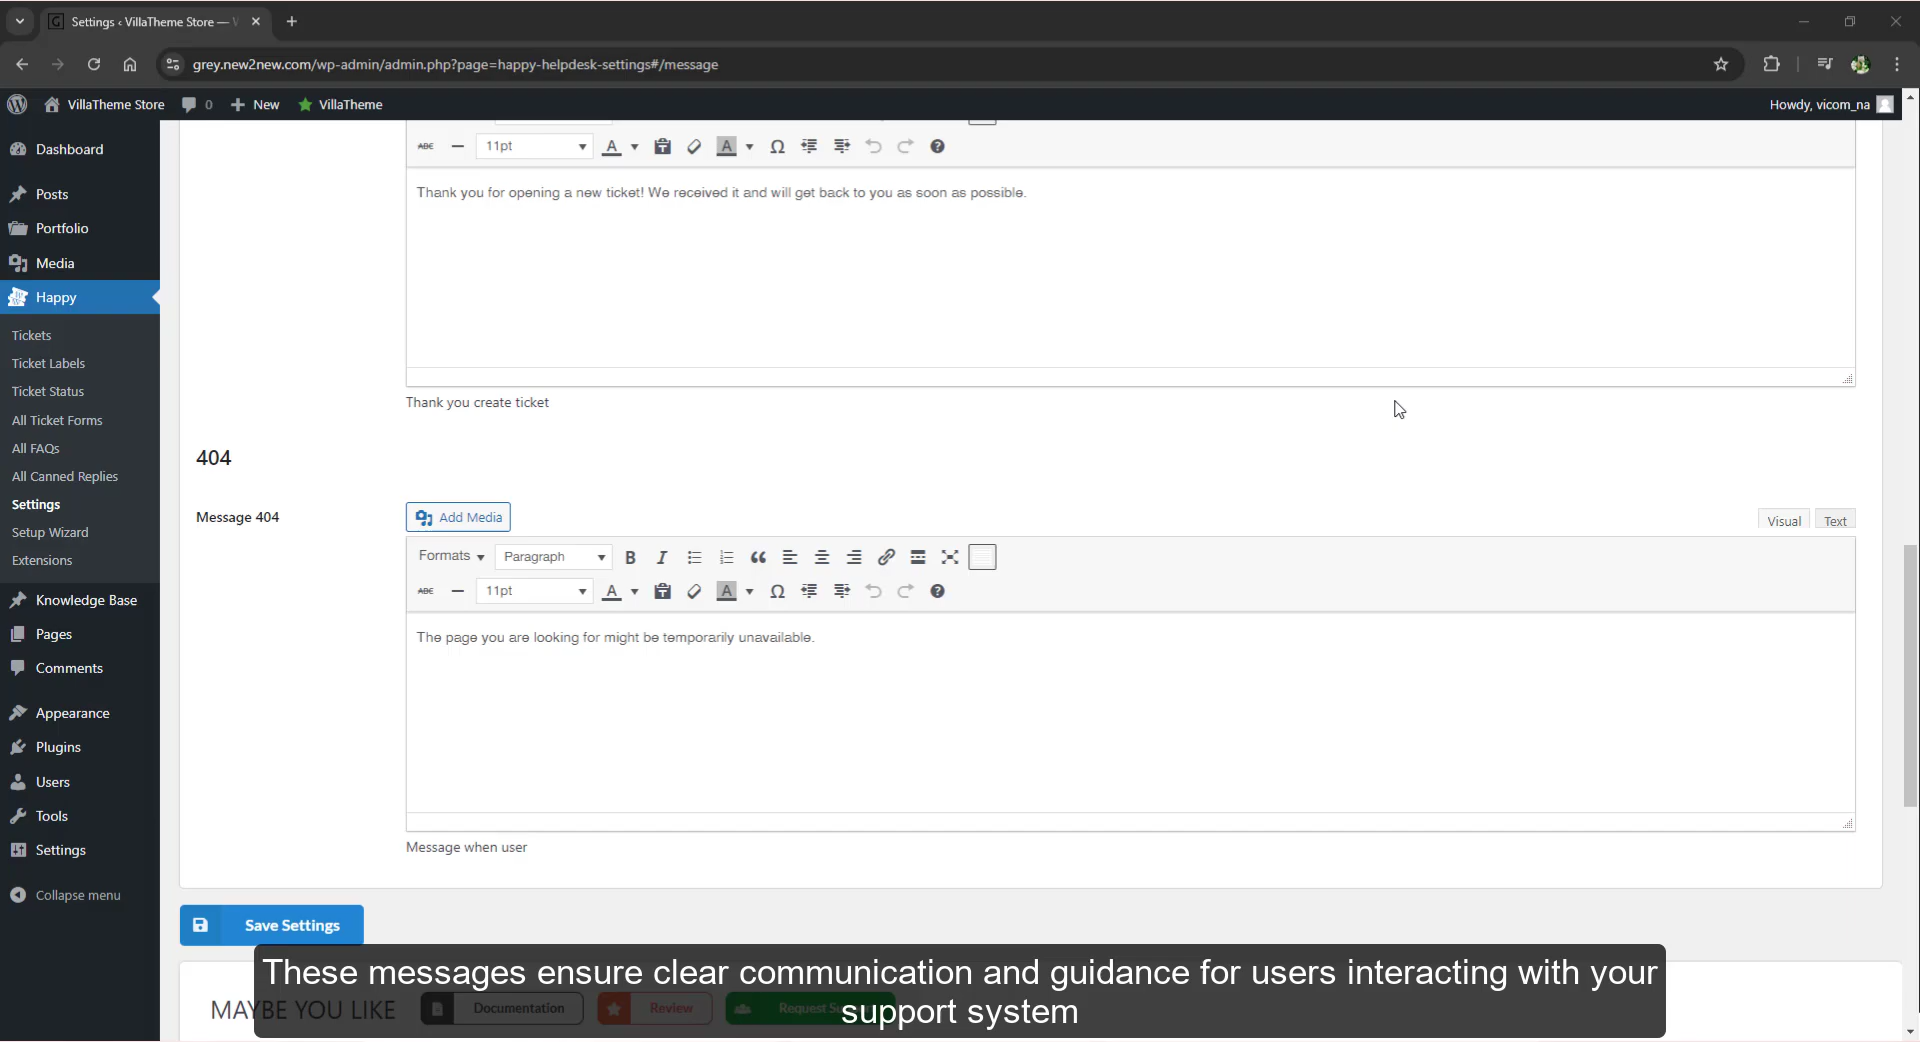 Settings ‹ VillaTheme Store —
grey.new2new.com/wp-admin/admin.php?page=happy-helpdesk-settings#/message
VillaTheme Store
0
New
VillaTheme
Howdy, vicom_na
Dashboard
Posts
Portfolio
Media
Happy
Tickets
Ticket Labels
Ticket Status
All Ticket Forms
All FAQs
All Canned Replies
Settings
Setup Wizard
Extensions
Knowledge Base
Pages
Comments
Appearance
Plugins
Users
Tools
Settings
Collapse menu
ABC
11pt
A
A
Ω
Thank you for opening a new ticket! We received it and will get back to you as soon as possible.
Thank you create ticket
404
Message 404
Add Media
Visual
Text
Formats
Paragraph
B
I
ABC
11pt
A
A
Ω
The page you are looking for might be temporarily unavailable.
Message when user
Save Settings
MAYBE YOU LIKE
Documentation
Review
Request
These messages ensure clear communication and guidance for users interacting with your
support system